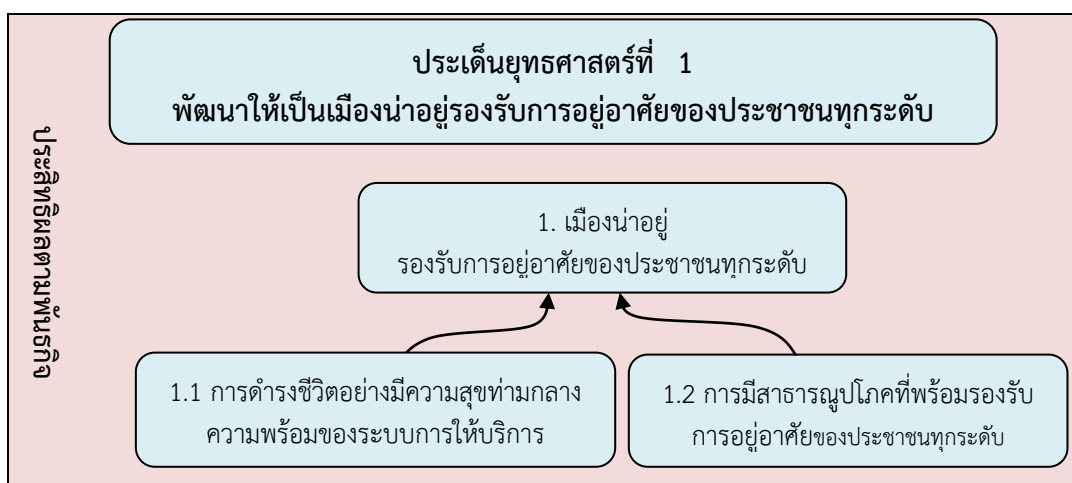 ประเด็นยุทธศาสตร์ที่ 1
พัฒนาให้เป็นเมืองน่าอยู่รองรับการอยู่อาศัยของประชาชนทุกระดับ
ประสิทธิผลตามพันธกิจ
1. เมืองน่าอยู่
รองรับการอยู่อาศัยของประชาชนทุกระดับ
1.1 การดำรงชีวิตอย่างมีความสุขท่ามกลาง
ความพร้อมของระบบการให้บริการ
1.2 การมีสาธารณูปโภคที่พร้อมรองรับ
การอยู่อาศัยของประชาชนทุกระดับ